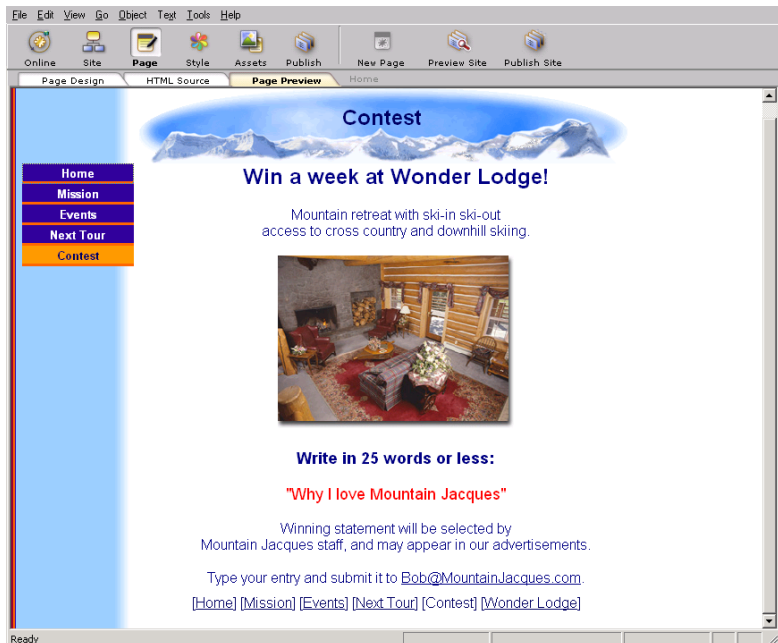 File Edit View Go Object Text Tools Help
Online Site Page Style Assets Publish New Page Preview Site Publish Site
Page Design HTML Source Page Preview Home
Contest
Home
Mission
Events
Next Tour
Contest
Win a week at Wonder Lodge!
Mountain retreat with ski-in ski-out
access to cross country and downhill skiing.
Write in 25 words or less:
"Why I love Mountain Jacques"
Winning statement will be selected by
Mountain Jacques staff, and may appear in our advertisements.
Type your entry and submit it to Bob@MountainJacques.com.
[Home] [Mission] [Events] [Next Tour] [Contest] [Wonder Lodge]
Ready